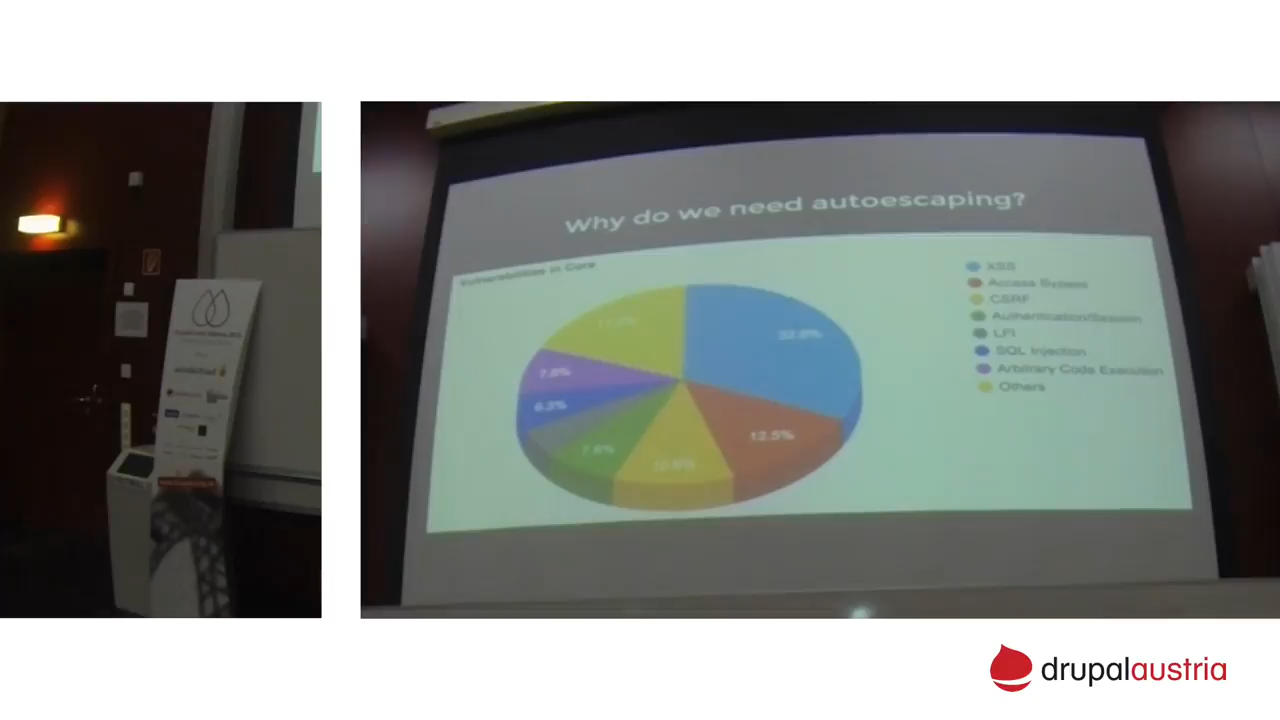 Why do we need autoescaping?
Vulnerabilities in Core
XSS
Access Bypass
CSRF
Authentication/Session
LFI
SQL Injection
Arbitrary Code Execution
Others
12.5%
7.8%
6.3%
7.8%
drupalaustria